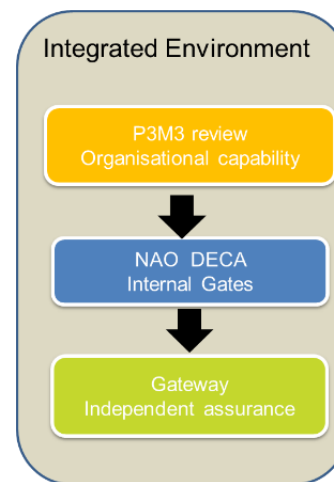 Integrated Environment
P3M3 review
Organisational capability
NAO DECA
Internal Gates
Gateway
Independent assurance